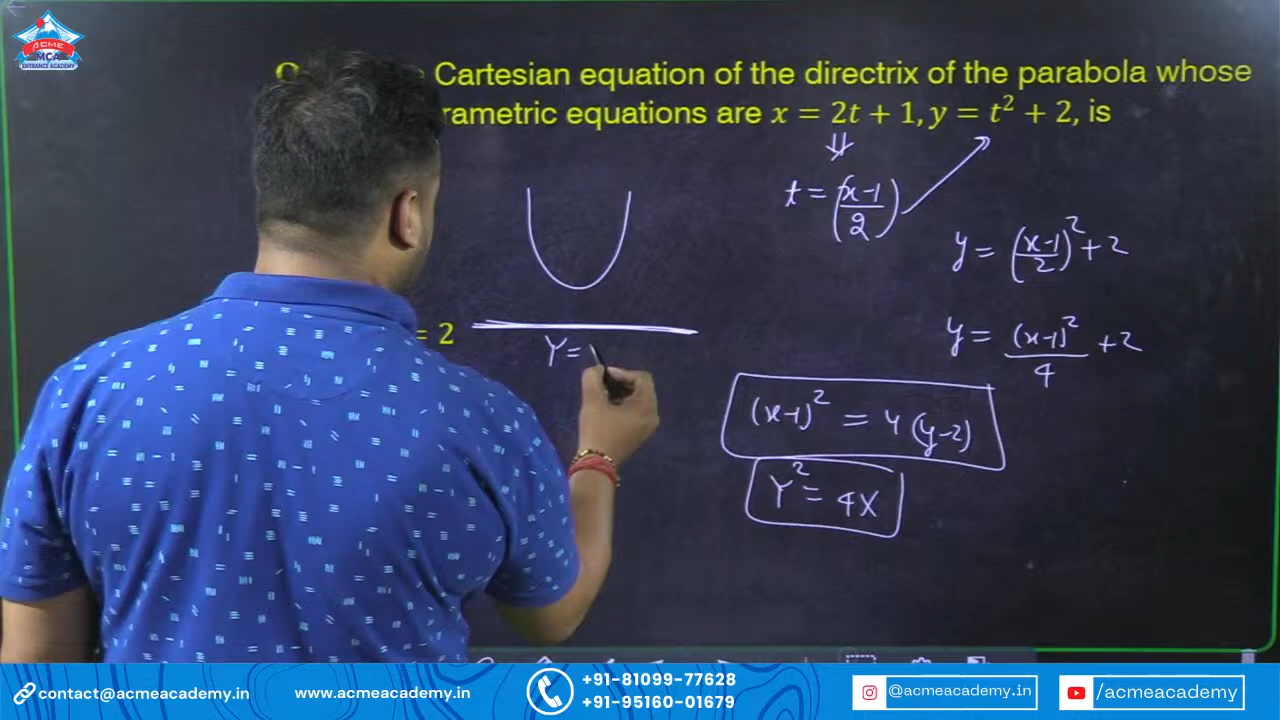 ACME
MCA
ENTRANCE ACADEMY
Cartesian equation of the directrix of the parabola whose
rametric equations are x = 2t + 1, y = t² + 2, is
t = (x-1/2)
y = (x-1/2)² + 2
= 2
y = (x-1)²/4 + 2
Y =
(x-1)² = 4(y-2)
Y² = 4X
contact@acmeacademy.in
www.acmeacademy.in
+91-81099-77628
+91-95160-01679
@acmeacademy.in
/acmeacademy